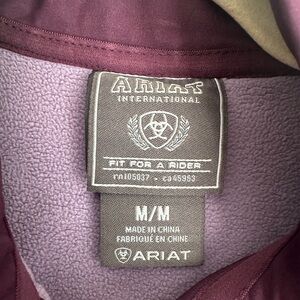 ARIAT
INTERNATIONAL
FIT FOR A RIDER
rn105037 - ca45953
M/M
MADE IN CHINA
FABRIQUÉ EN CHINE
ARIAT